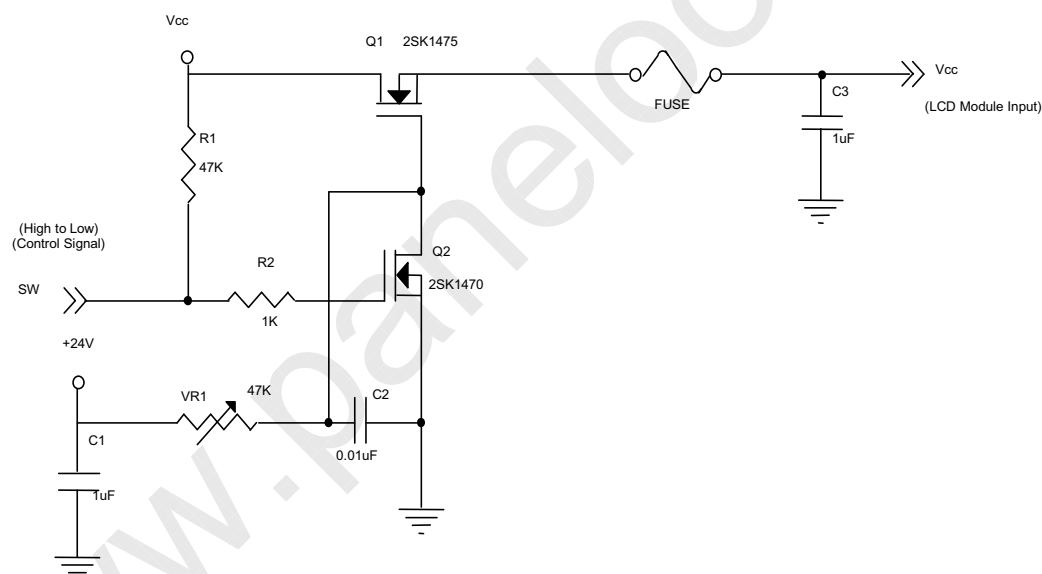 Vcc
Q1 2SK1475
Vcc
FUSE
C3
(LCD Module Input)
1uF
R1
47K
(High to Low)
(Control Signal)
Q2
R2
2SK1470
SW
1K
+24V
VR1
47K
C2
C1
0.01uF
1uF
www.panelook